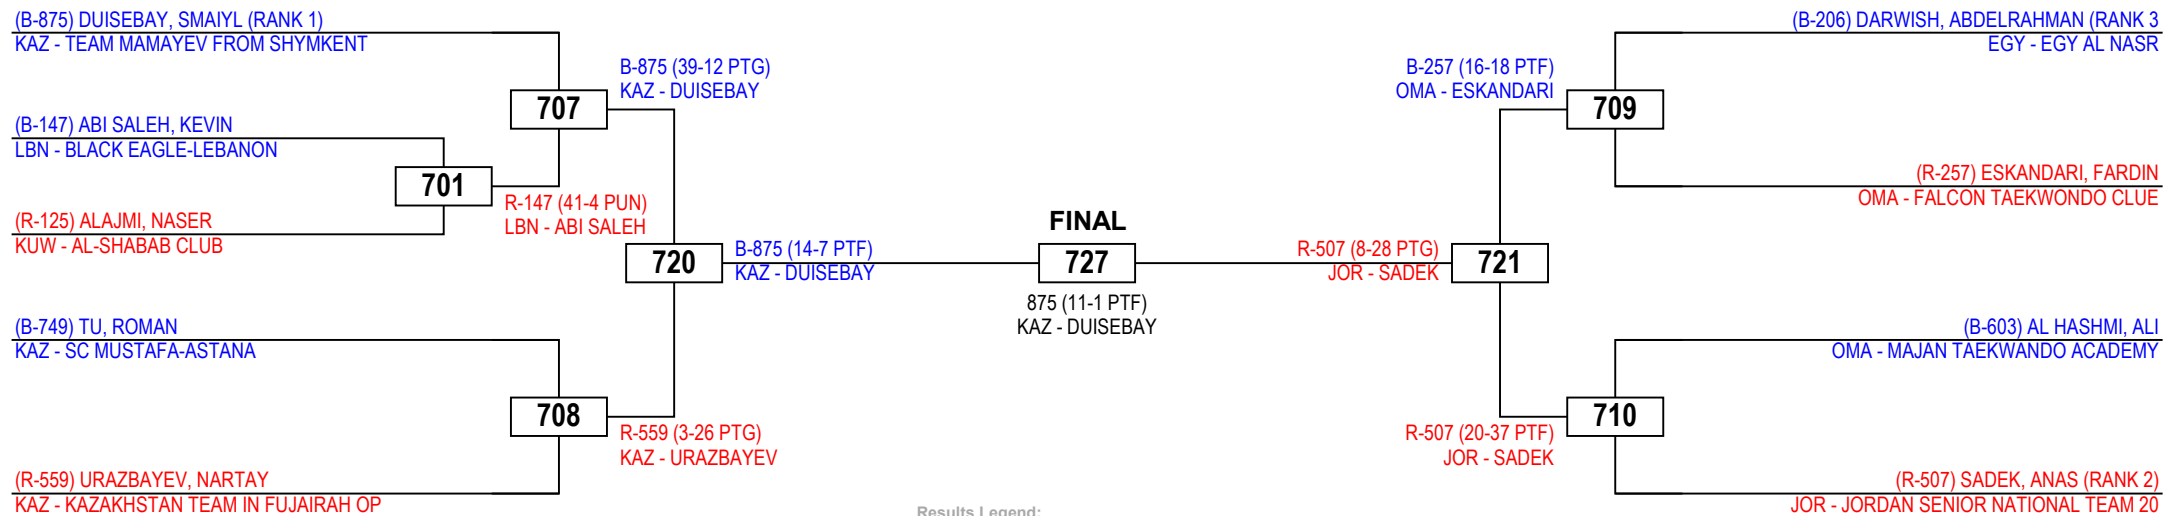 (B-875) DUISEBAY, SMAIYL (RANK 1)
KAZ - TEAM MAMAYEV FROM SHYMKENT
707
B-875 (39-12 PTG)
KAZ - DUISEBAY
(B-147) ABI SALEH, KEVIN
LBN - BLACK EAGLE-LEBANON
701
R-147 (41-4 PUN)
LBN - ABI SALEH
(R-125) ALAJMI, NASER
KUW - AL-SHABAB CLUB
720
B-875 (14-7 PTF)
KAZ - DUISEBAY
(B-749) TU, ROMAN
KAZ - SC MUSTAFA-ASTANA
708
R-559 (3-26 PTG)
KAZ - URAZBAYEV
(R-559) URAZBAYEV, NARTAY
KAZ - KAZAKHSTAN TEAM IN FUJAIRAH OP
FINAL
727
875 (11-1 PTF)
KAZ - DUISEBAY
(B-206) DARWISH, ABDELRAHMAN (RANK 3
EGY - EGY AL NASR
B-257 (16-18 PTF)
OMA - ESKANDARI
709
(R-257) ESKANDARI, FARDIN
OMA - FALCON TAEKWONDO CLUE
R-507 (8-28 PTG)
JOR - SADEK
721
(B-603) AL HASHMI, ALI
OMA - MAJAN TAEKWANDO ACADEMY
710
R-507 (20-37 PTF)
JOR - SADEK
(R-507) SADEK, ANAS (RANK 2)
JOR - JORDAN SENIOR NATIONAL TEAM 20
Results Legend: